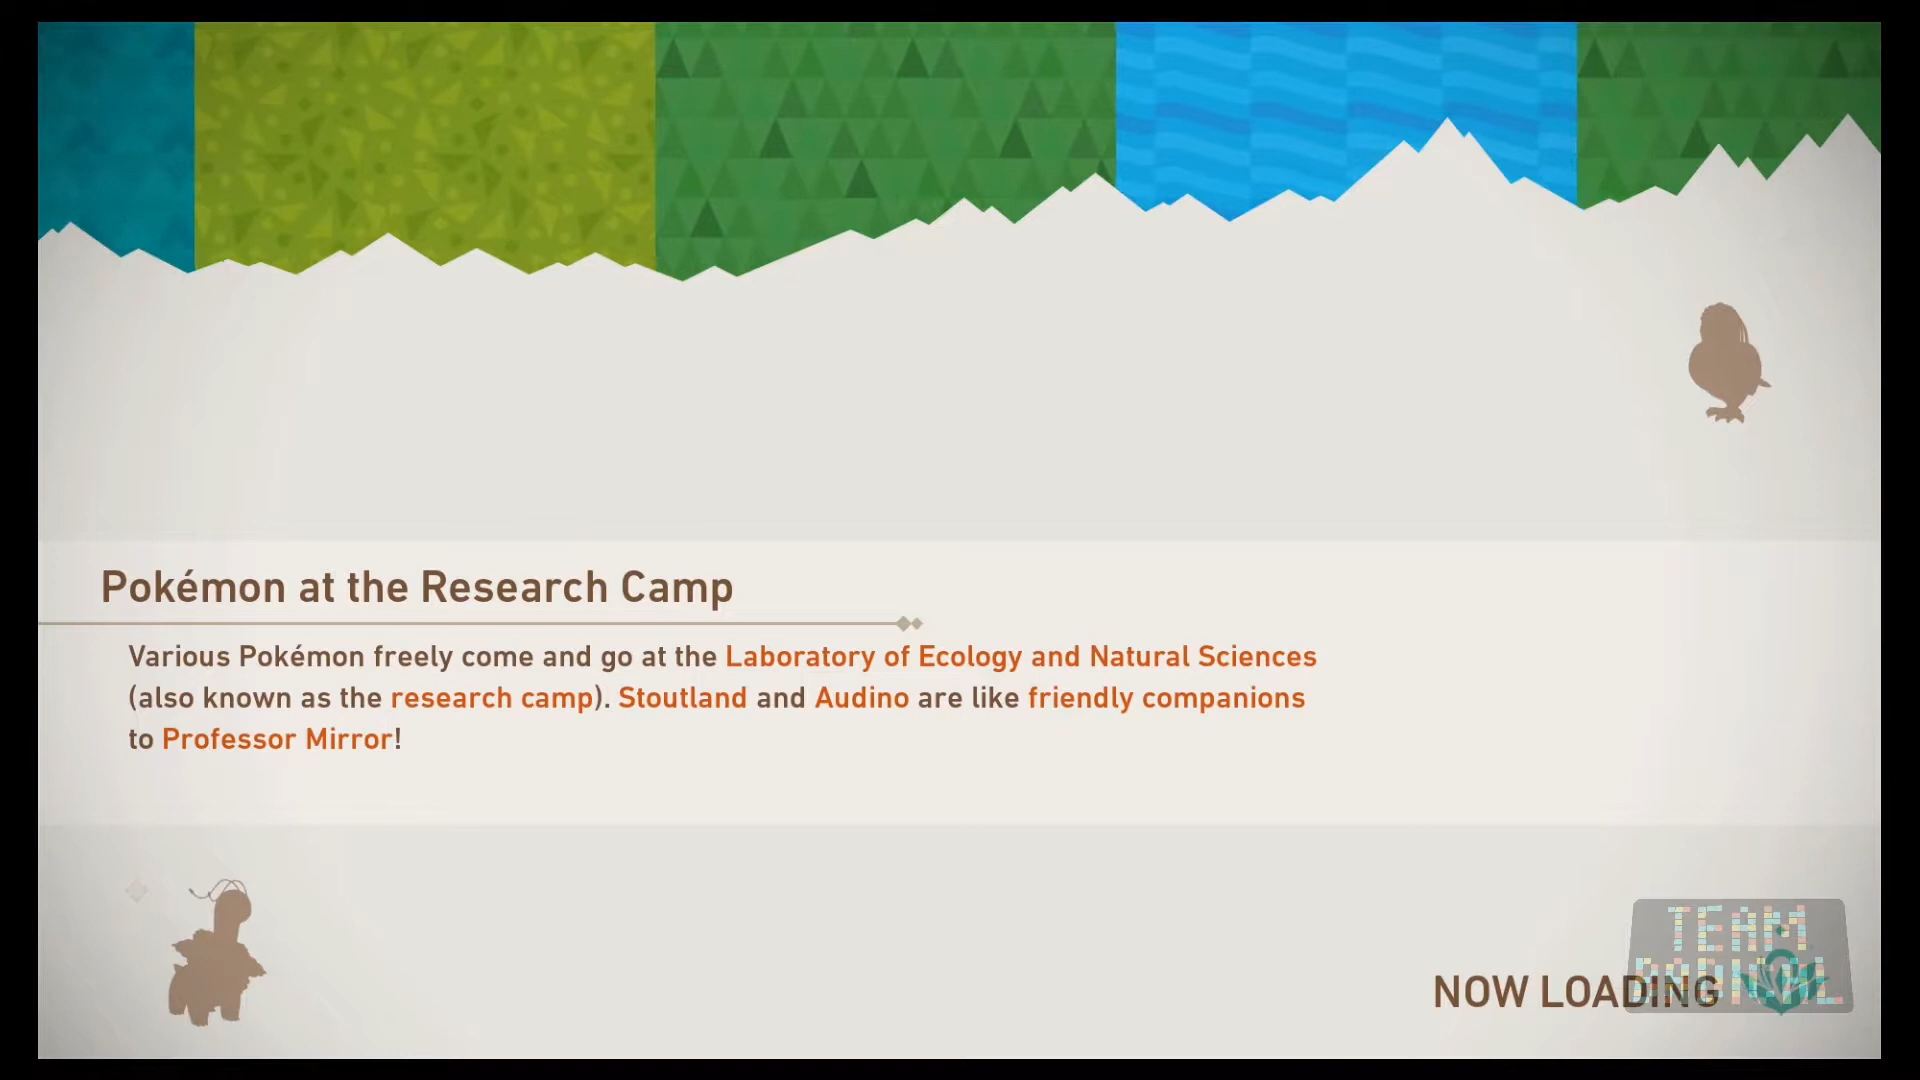 Pokémon at the Research Camp
Various Pokémon freely come and go at the Laboratory of Ecology and Natural Sciences
(also known as the research camp). Stoutland and Audino are like friendly companions
to Professor Mirror!
TEAM
NOW LOADING